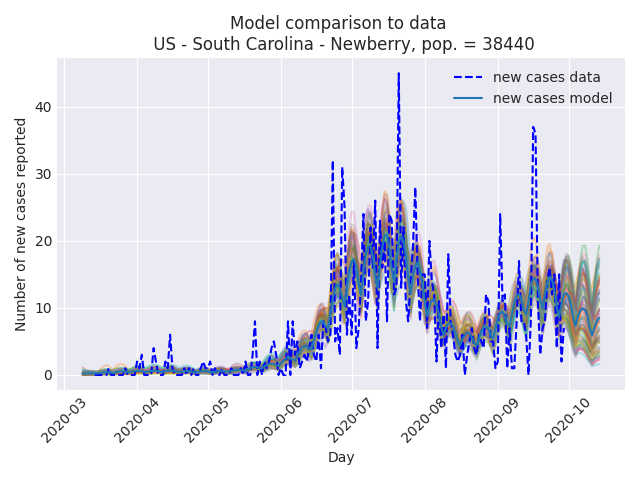 Model comparison to data
US - South Carolina - Newberry, pop. = 38440
new cases data
new cases model
Number of new cases reported
40
30
20
10
0
2020-03
2020-04
2020-05
2020-06
2020-07
2020-08
2020-09
2020-10
Day